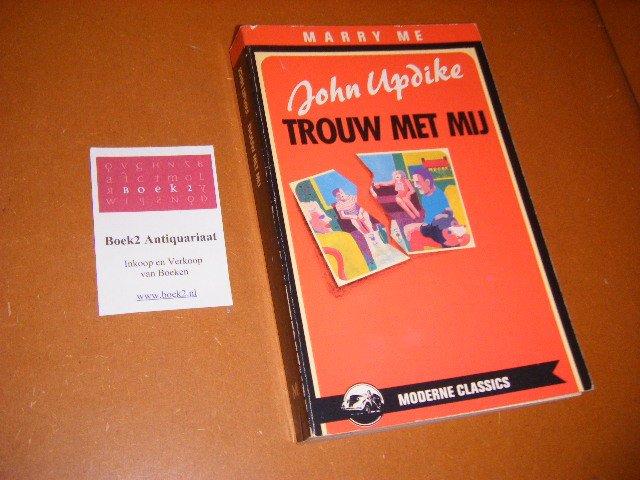 MARRY ME
John Updike
TROUW MET MIJ
MODERNE CLASSICS
BOEK2
Boek2 Antiquariaat
Inkoop en Verkoop
van Boeken
www.boek2.nl